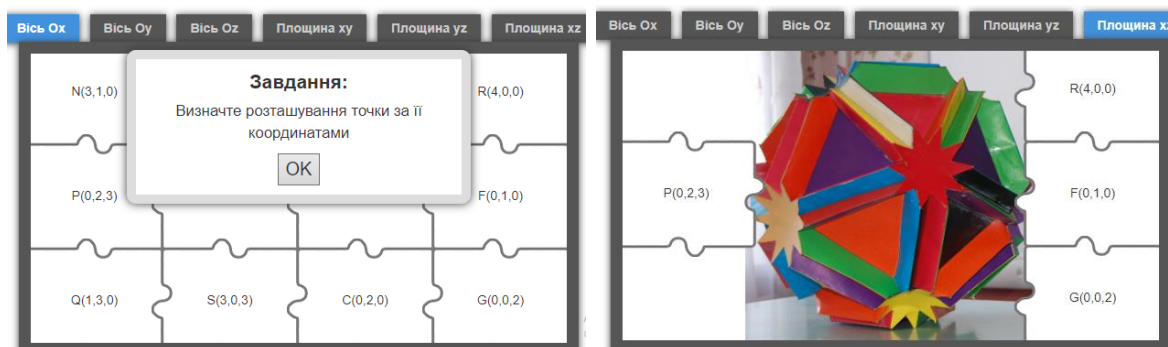 Вісь Ox Вісь Oy Вісь Oz Площина xy Площина yz Площина xz
Завдання:
Визначте розташування точки за її
координатами
OK
N(3,1,0) R(4,0,0)
P(0,2,3) F(0,1,0)
Q(1,3,0) S(3,0,3) C(0,2,0) G(0,0,2)
Вісь Ox Вісь Oy Вісь Oz Площина xy Площина yz Площина xz
R(4,0,0)
P(0,2,3) F(0,1,0)
G(0,0,2)